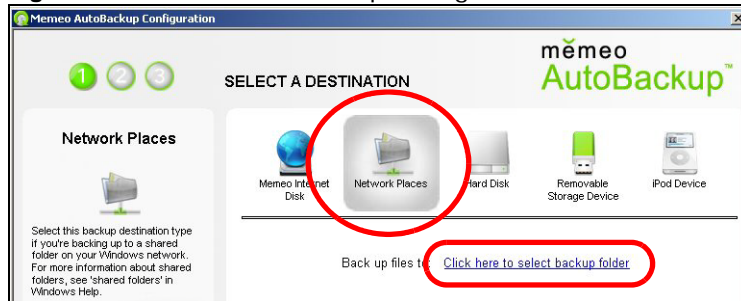 Memeo AutoBackup Configuration
1 2 3
SELECT A DESTINATION
mĕmeo
AutoBackup™
Network Places
Select this backup destination type
if you're backing up to a shared
folder on your Windows network.
For more information about shared
folders, see 'shared folders' in
Windows Help.
Memeo Internet
Disk
Network Places
Hard Disk
Removable
Storage Device
iPod Device
Back up files to: Click here to select backup folder